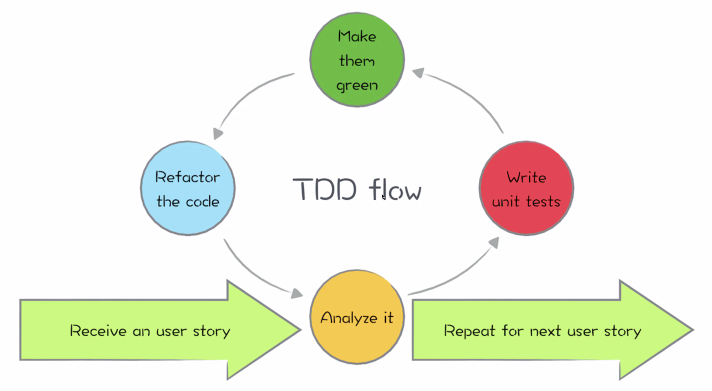 Make
them
green
Refactor
the code
TDD flow
Write
unit tests
Receive an user story
Analyze it
Repeat for next user story